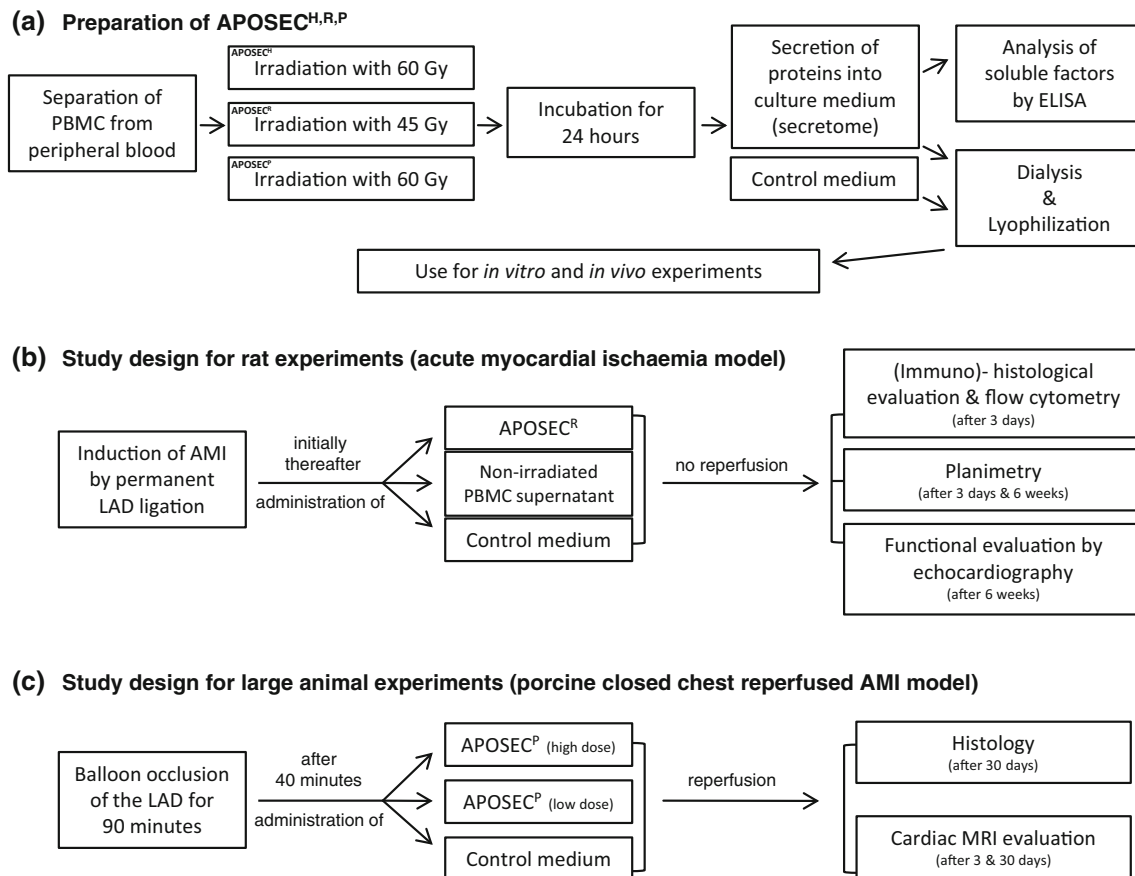 (a) Preparation of APOSECH,R,P
Separation of
PBMC from
peripheral blood
APOSECH
Irradiation with 60 Gy
APOSECR
Irradiation with 45 Gy
APOSECP
Irradiation with 60 Gy
Incubation for
24 hours
Secretion of
proteins into
culture medium
(secretome)
Control medium
Analysis of
soluble factors
by ELISA
Dialysis
&
Lyophilization
Use for in vitro and in vivo experiments
(b) Study design for rat experiments (acute myocardial ischaemia model)
Induction of AMI
by permanent
LAD ligation
initially
thereafter
administration of
APOSECR
Non-irradiated
PBMC supernatant
Control medium
no reperfusion
(Immuno)- histological
evaluation & flow cytometry
(after 3 days)
Planimetry
(after 3 days & 6 weeks)
Functional evaluation by
echocardiography
(after 6 weeks)
(c) Study design for large animal experiments (porcine closed chest reperfused AMI model)
Balloon occlusion
of the LAD for
90 minutes
after
40 minutes
administration of
APOSECP (high dose)
APOSECP (low dose)
Control medium
reperfusion
Histology
(after 30 days)
Cardiac MRI evaluation
(after 3 & 30 days)